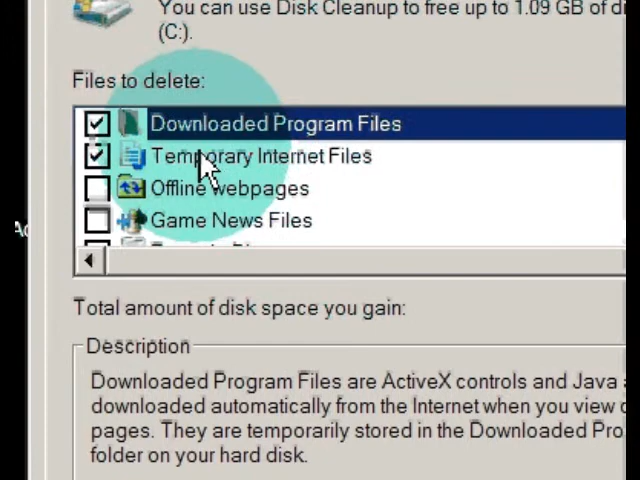 You can use Disk Cleanup to free up to 1.09 GB of
(C:).
Files to delete:
Downloaded Program Files
Temporary Internet Files
Offline webpages
Game News Files
Total amount of disk space you gain:
Description
Downloaded Program Files are ActiveX controls and Java
downloaded automatically from the Internet when you view
pages. They are temporarily stored in the Downloaded Pro
folder on your hard disk.